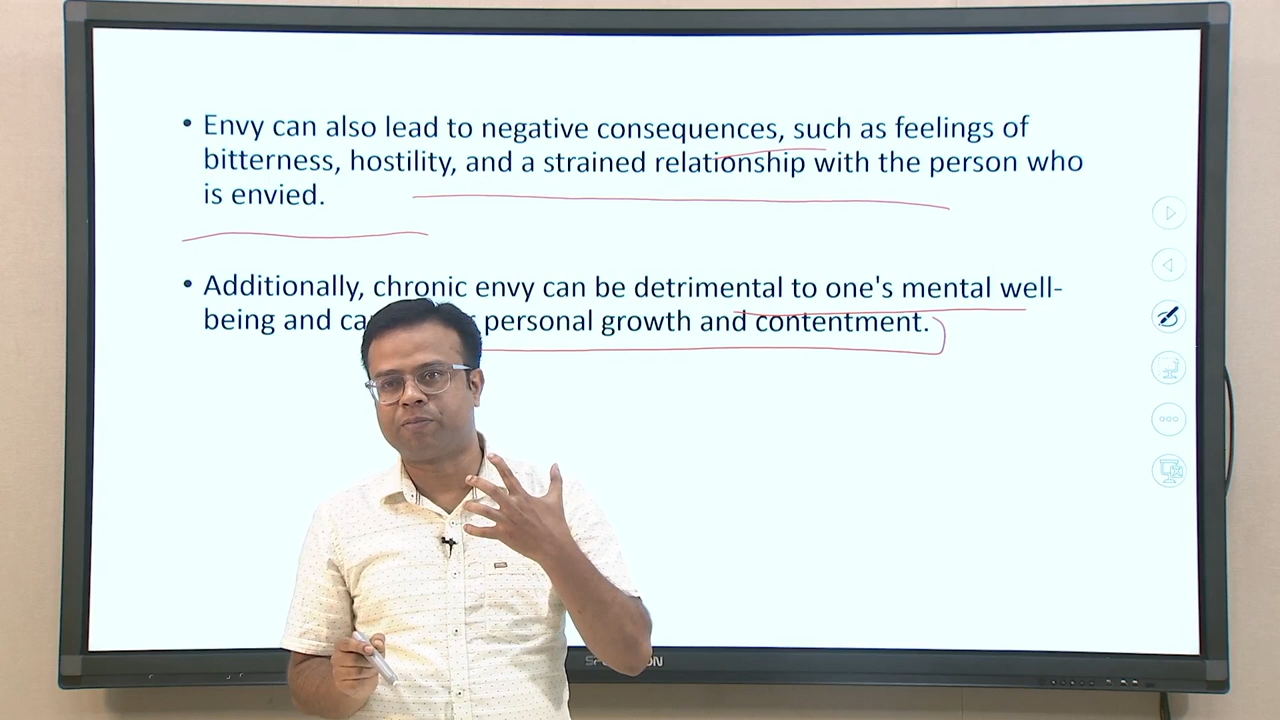 • Envy can also lead to negative consequences, such as feelings of
bitterness, hostility, and a strained relationship with the person who
is envied.
• Additionally, chronic envy can be detrimental to one's mental well-
being and personal growth and contentment.